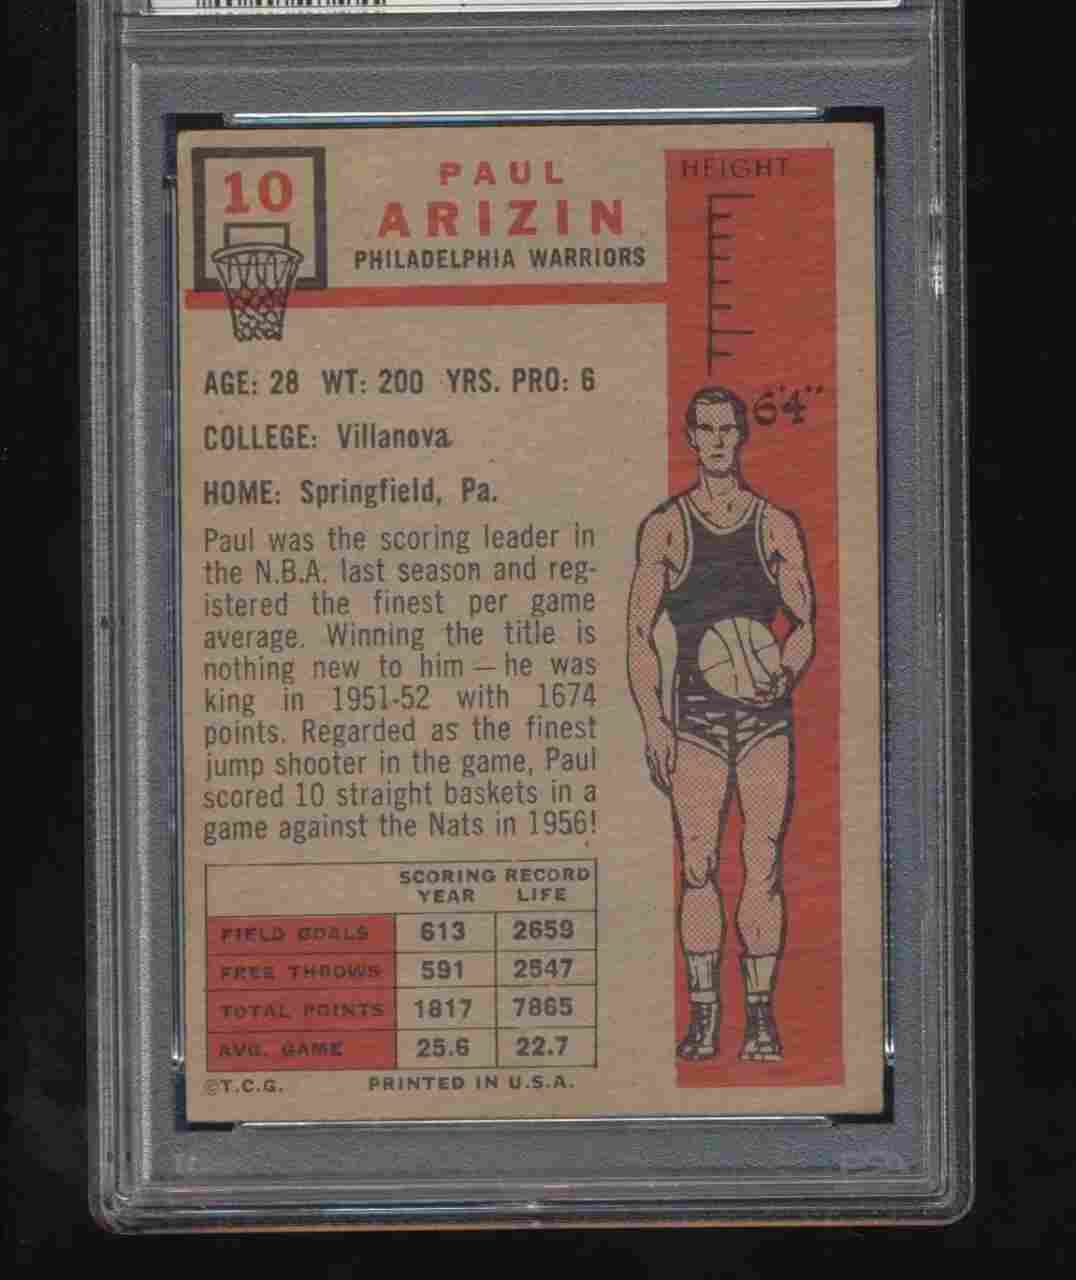 10
PAUL
ARIZIN
PHILADELPHIA WARRIORS
HEIGHT
6'4"
AGE: 28 WT: 200 YRS. PRO: 6
COLLEGE: Villanova
HOME: Springfield, Pa.
Paul was the scoring leader in
the N.B.A. last season and reg-
istered the finest per game
average. Winning the title is
nothing new to him — he was
king in 1951-52 with 1674
points. Regarded as the finest
jump shooter in the game, Paul
scored 10 straight baskets in a
game against the Nats in 1956!
SCORING RECORD
YEAR LIFE
FIELD GOALS 613 2659
FREE THROWS 591 2547
TOTAL POINTS 1817 7865
AVG. GAME 25.6 22.7
©T.C.G. PRINTED IN U.S.A.
PSA